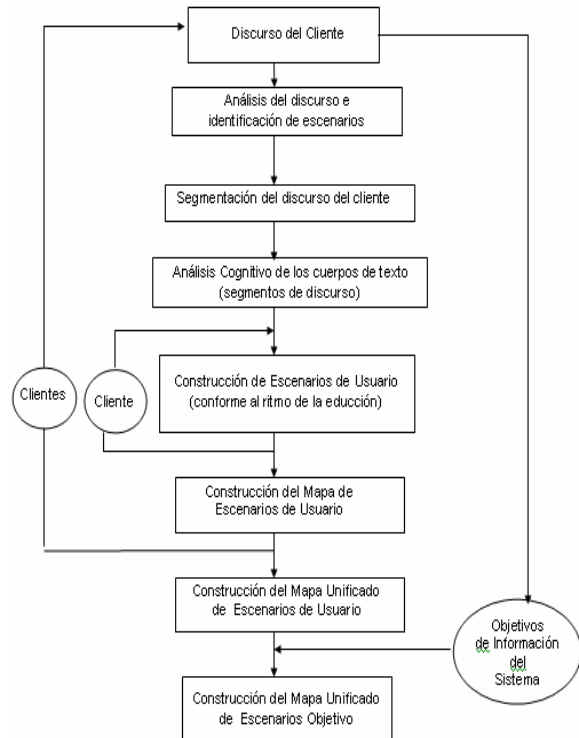 Discurso del Cliente
Análisis del discurso e
identificación de escenarios
Segmentación del discurso del cliente
Análisis Cognitivo de los cuerpos de texto
(segmentos de discurso)
Clientes
Cliente
Construcción de Escenarios de Usuario
(conforme al ritmo de la educción)
Construcción del Mapa de
Escenarios de Usuario
Construcción del Mapa Unificado
de Escenarios de Usuario
Objetivos
de Información
del
Sistema
Construcción del Mapa Unificado
de Escenarios Objetivo